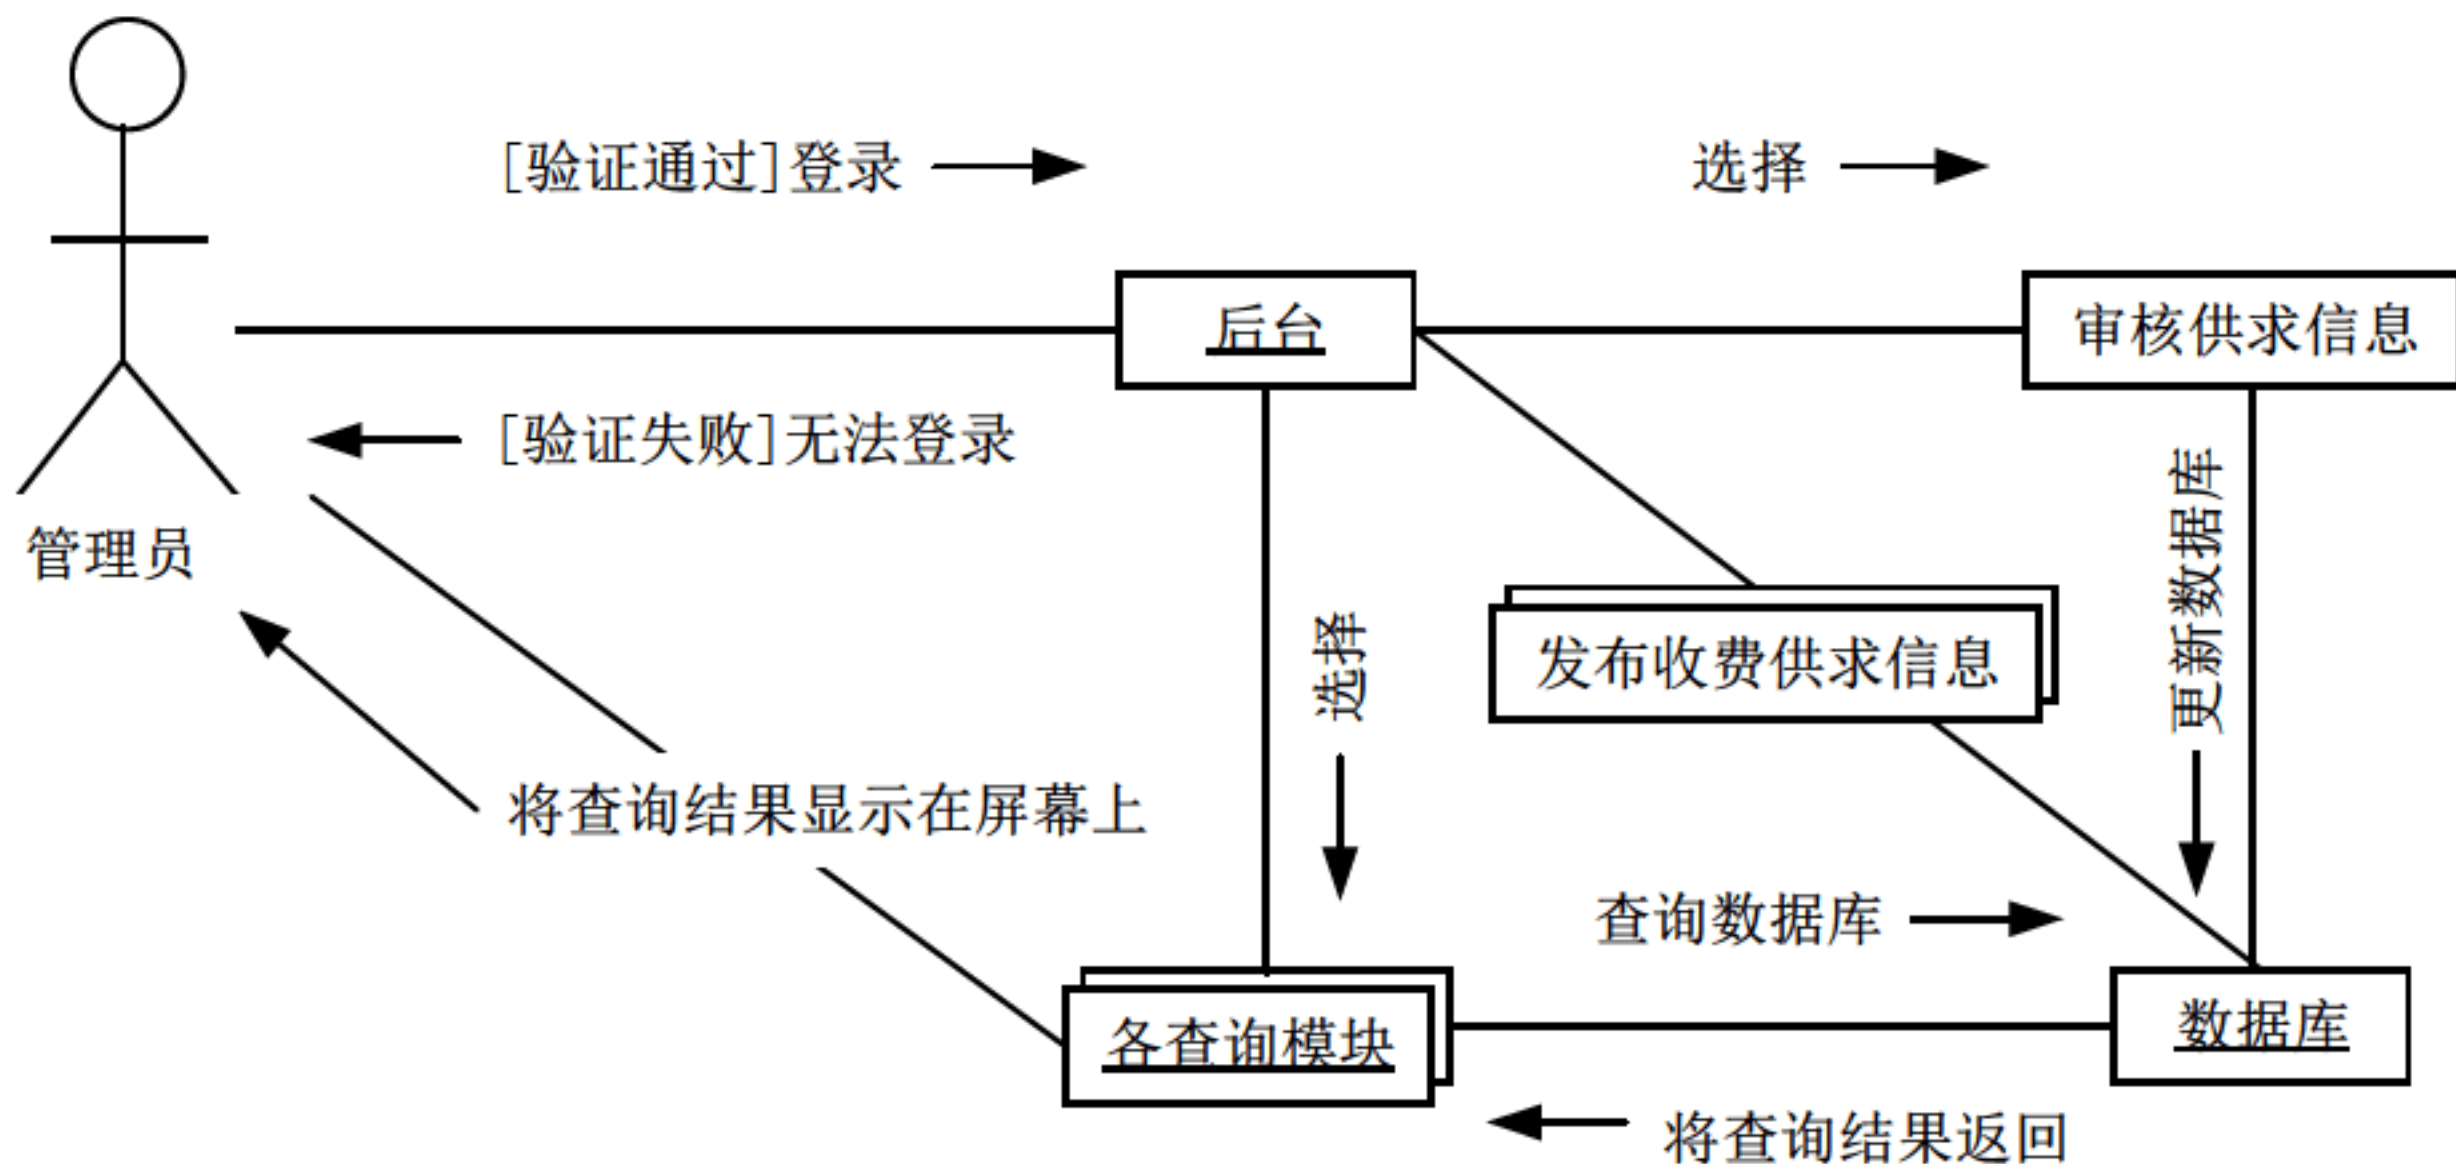 [验证通过]登录
选择
后台
审核供求信息
[验证失败]无法登录
管理员
更新数据库
选择
发布收费供求信息
将查询结果显示在屏幕上
查询数据库
各查询模块
数据库
将查询结果返回